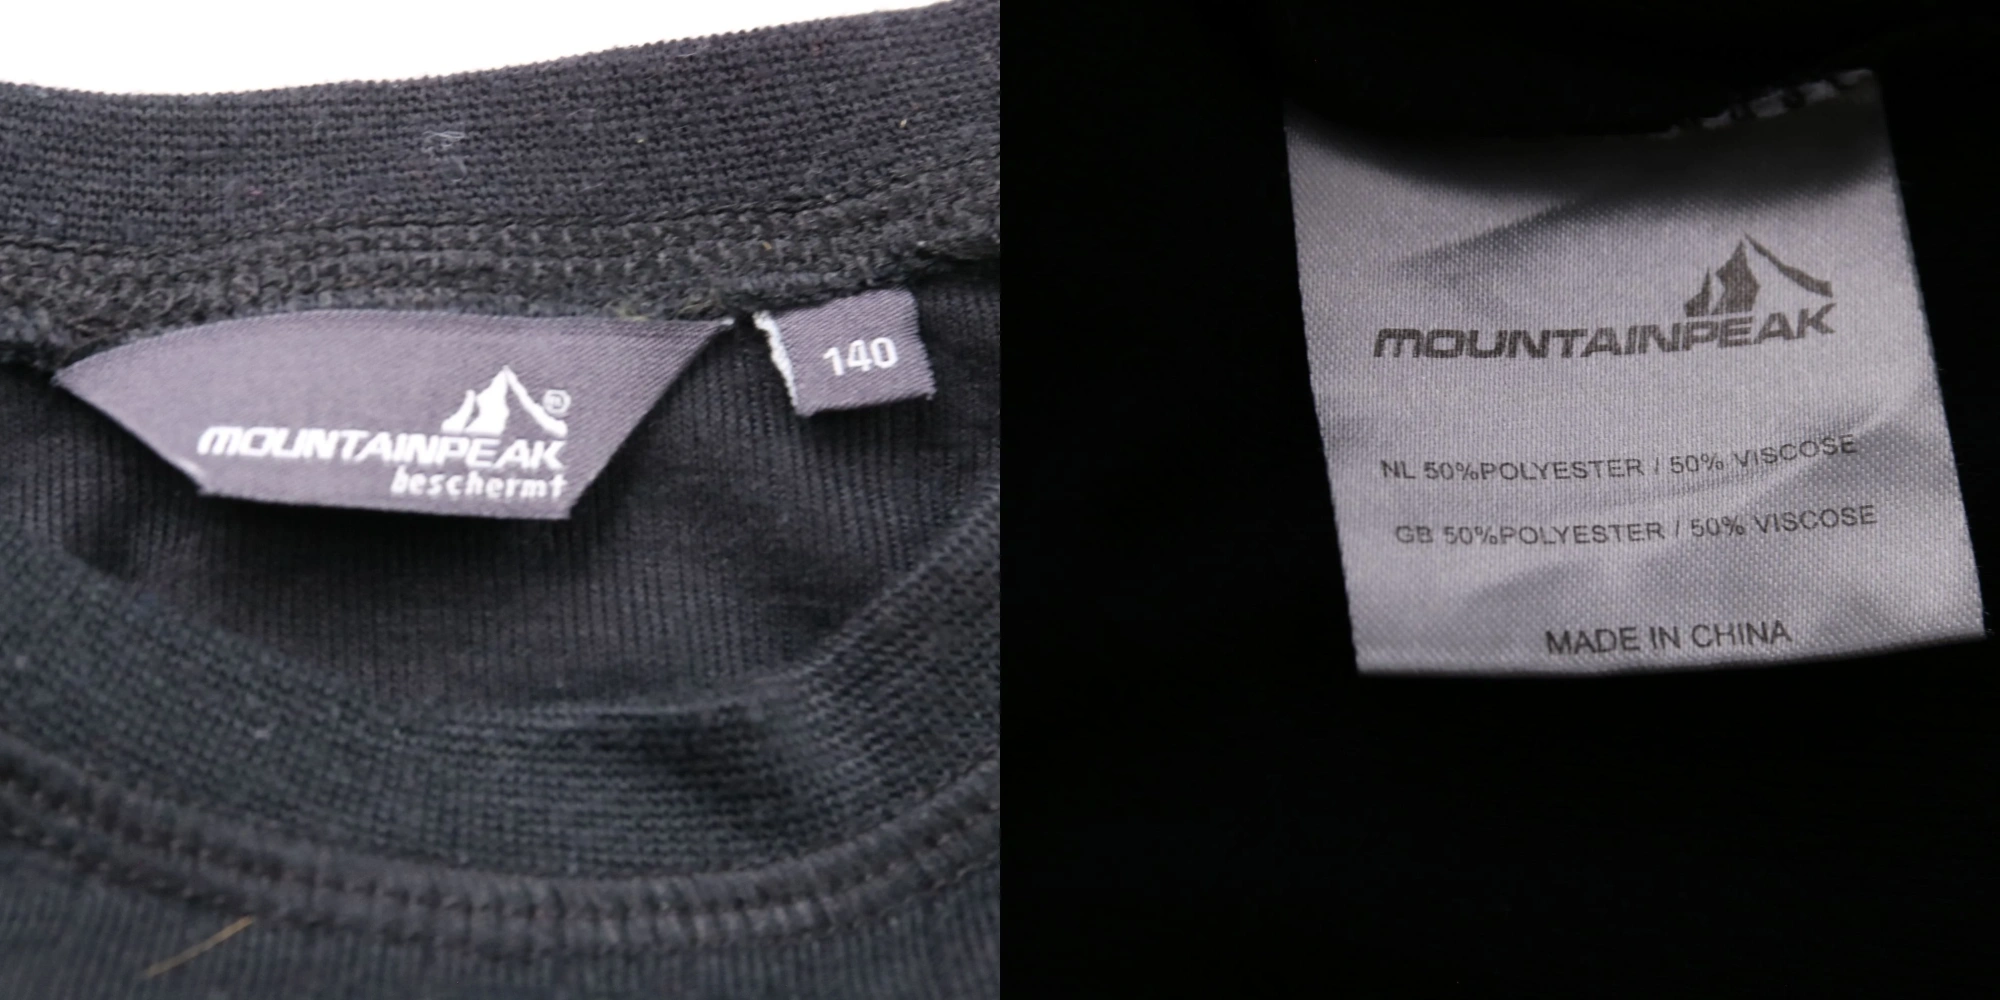 MOUNTAINPEAK®
beschermt
140
MOUNTAINPEAK
NL 50%POLYESTER / 50% VISCOSE
GB 50%POLYESTER / 50% VISCOSE
MADE IN CHINA